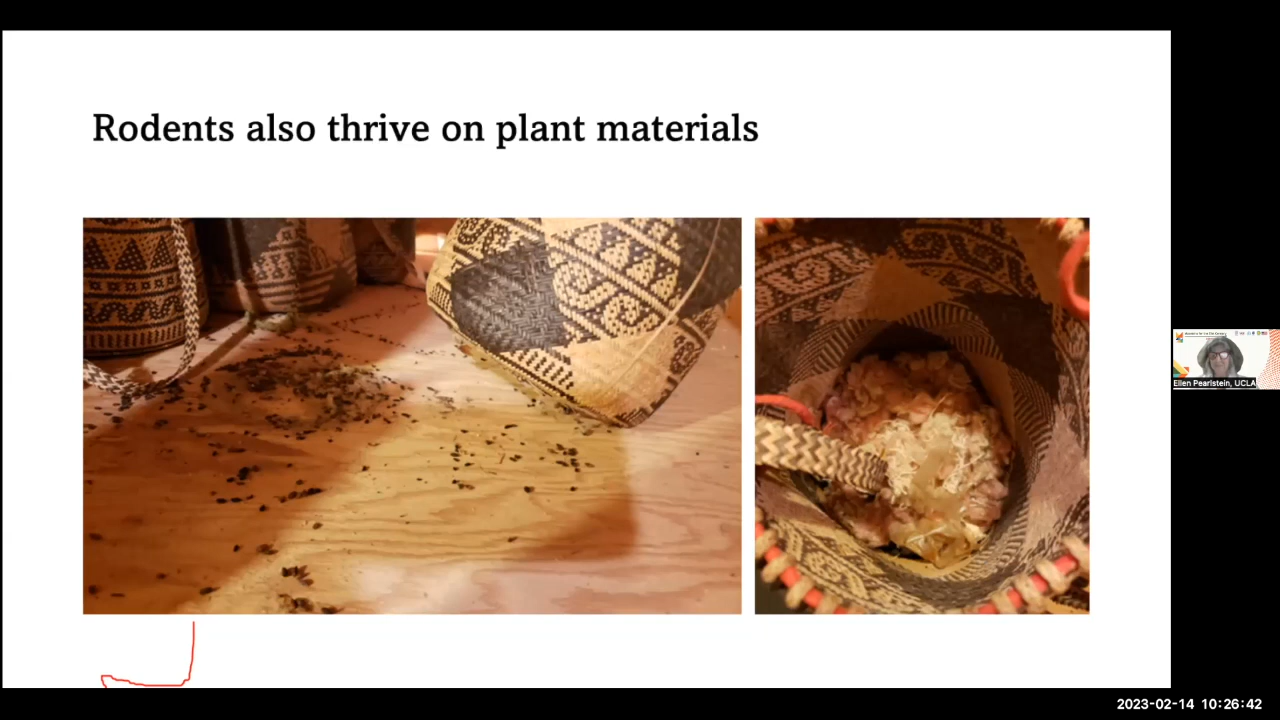 Rodents also thrive on plant materials
Ellen Pearlstein, UCLA
2023-02-14 10:26:42